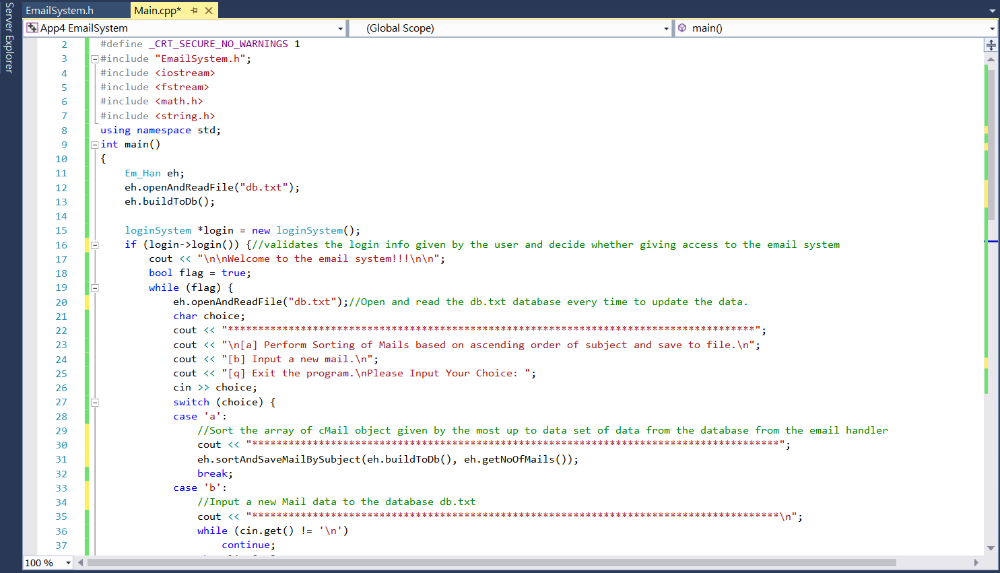 Server Explorer
EmailSystem.h
Main.cpp*
App4 EmailSystem
(Global Scope)
main()
2 #define _CRT_SECURE_NO_WARNINGS 1
3 #include "EmailSystem.h";
4 #include <iostream>
5 #include <fstream>
6 #include <math.h>
7 #include <string.h>
8 using namespace std;
9 int main()
10 {
11     Em_Han eh;
12     eh.openAndReadFile("db.txt");
13     eh.buildToDb();
14
15     loginSystem *login = new loginSystem();
16     if (login->login()) {//validates the login info given by the user and decide whether giving access to the email system
17         cout << "\n\nWelcome to the email system!!!\n\n";
18         bool flag = true;
19         while (flag) {
20             eh.openAndReadFile("db.txt");//Open and read the db.txt database every time to update the data.
21             char choice;
22             cout << "***************************************************************************************";
23             cout << "\n[a] Perform Sorting of Mails based on ascending order of subject and save to file.\n";
24             cout << "[b] Input a new mail.\n";
25             cout << "[q] Exit the program.\nPlease Input Your Choice: ";
26             cin >> choice;
27             switch (choice) {
28             case 'a':
29                 //Sort the array of cMail object given by the most up to data set of data from the database from the email handler
30                 cout << "***************************************************************************************";
31                 eh.sortAndSaveMailBySubject(eh.buildToDb(), eh.getNoOfMails());
32                 break;
33             case 'b':
34                 //Input a new Mail data to the database db.txt
35                 cout << "***************************************************************************************\n";
36                 while (cin.get() != '\n')
37                     continue;
100 %